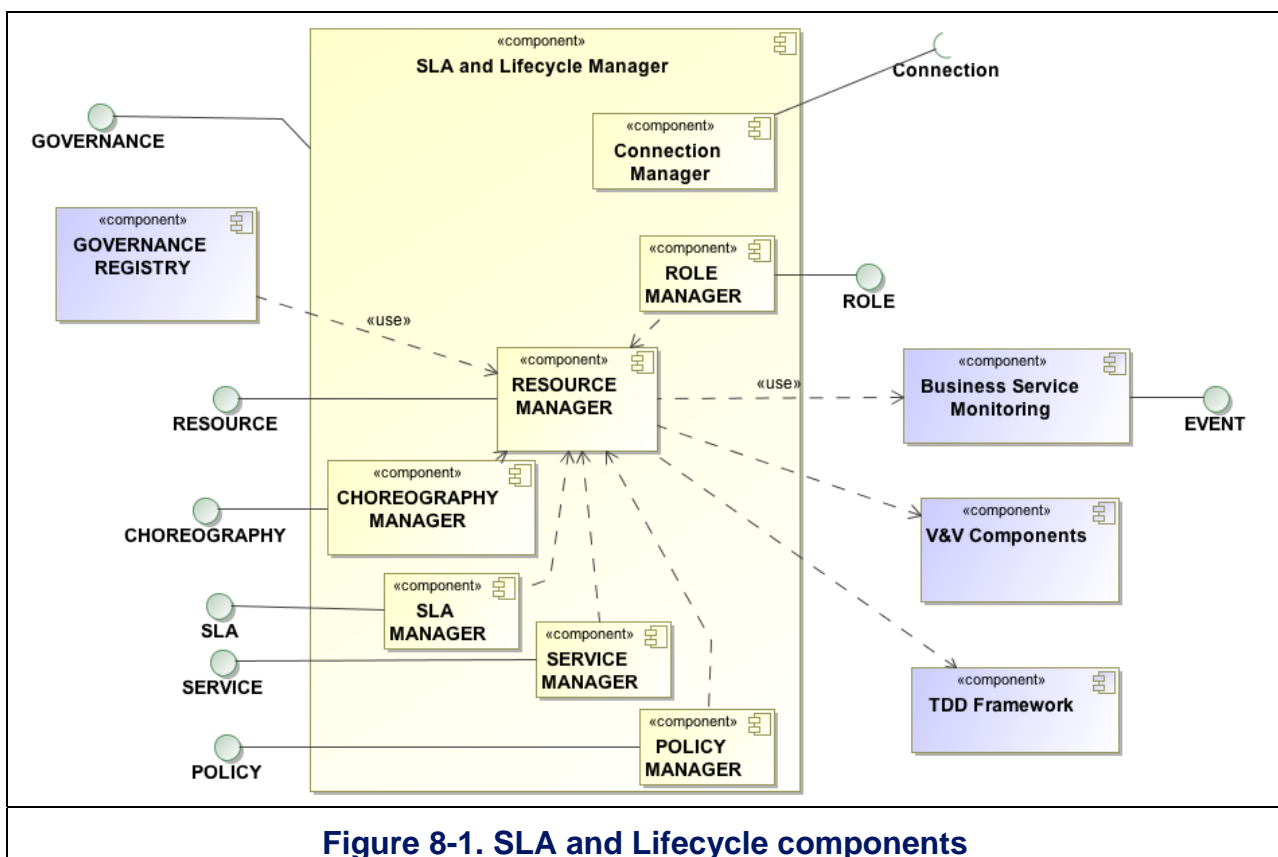 «component»
SLA and Lifecycle Manager
Connection
«component»
Connection
Manager
GOVERNANCE
«component»
GOVERNANCE
REGISTRY
«component»
ROLE
MANAGER
ROLE
«use»
«component»
RESOURCE
MANAGER
RESOURCE
«use»
«component»
Business Service
Monitoring
EVENT
«component»
CHOREOGRAPHY
MANAGER
CHOREOGRAPHY
«component»
V&V Components
«component»
SLA
MANAGER
SLA
«component»
SERVICE
MANAGER
SERVICE
«component»
TDD Framework
«component»
POLICY
MANAGER
POLICY
Figure 8-1. SLA and Lifecycle components